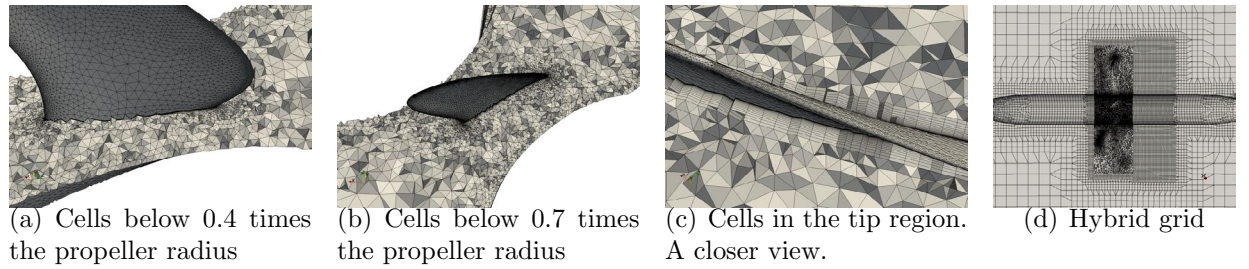 (a) Cells below 0.4 times
the propeller radius
(b) Cells below 0.7 times
the propeller radius
(c) Cells in the tip region.
A closer view.
(d) Hybrid grid